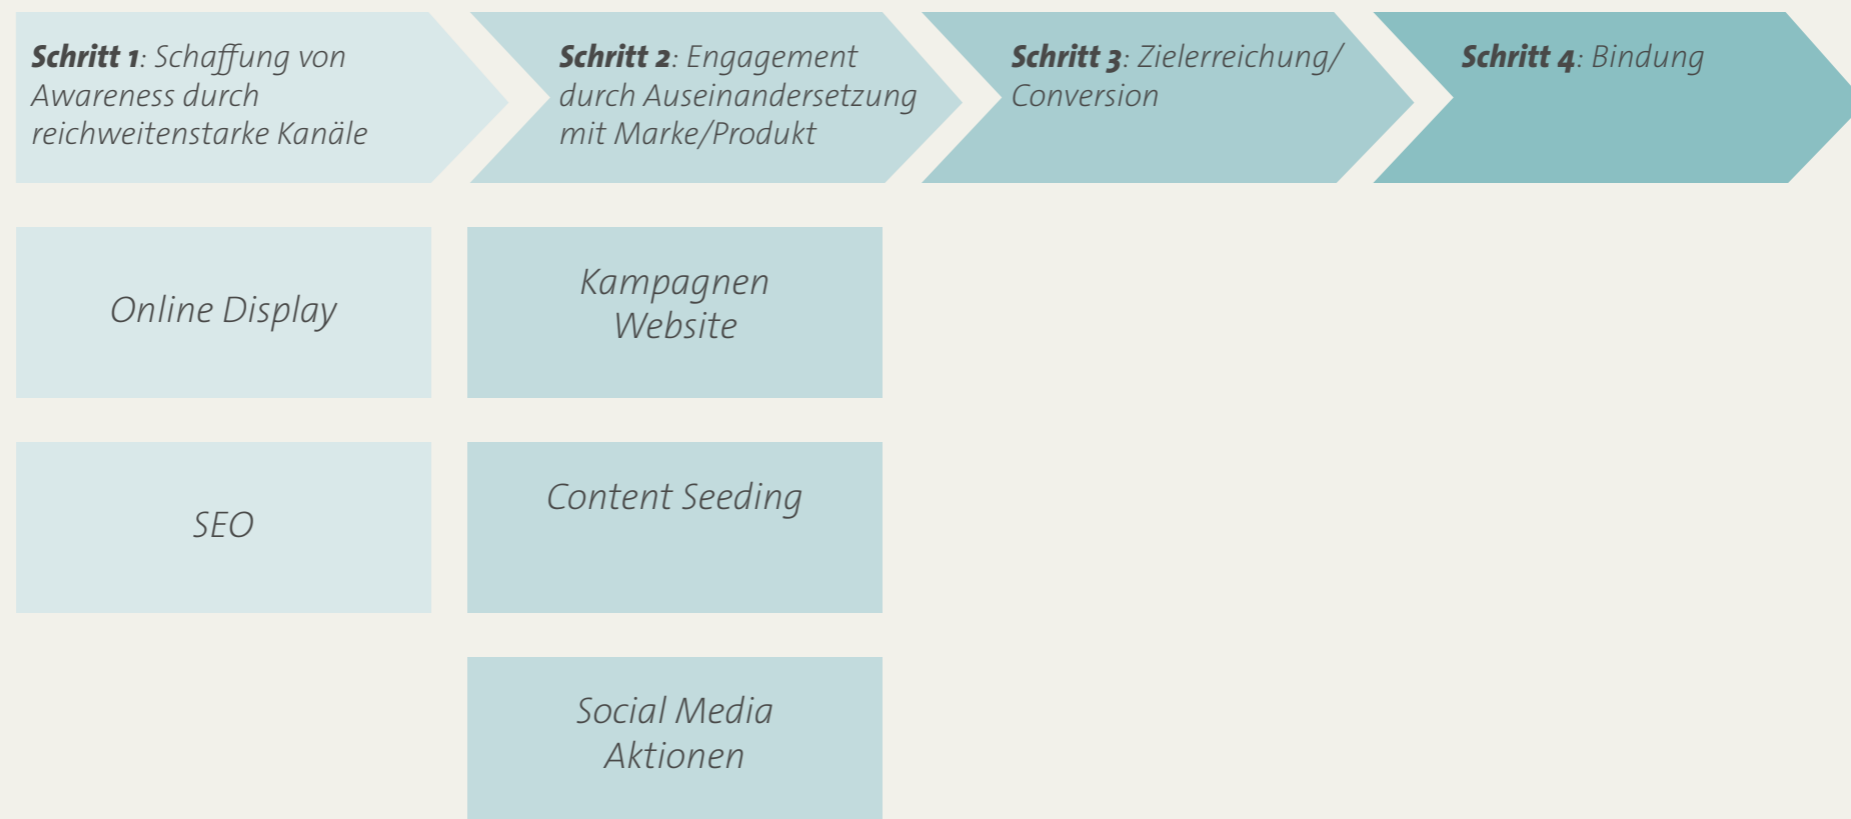 Schritt 1: Schaffung von
Awareness durch
reichweitenstarke Kanäle
Schritt 2: Engagement
durch Auseinandersetzung
mit Marke/Produkt
Schritt 3: Zielerreichung/
Conversion
Schritt 4: Bindung
Online Display
Kampagnen
Website
SEO
Content Seeding
Social Media
Aktionen